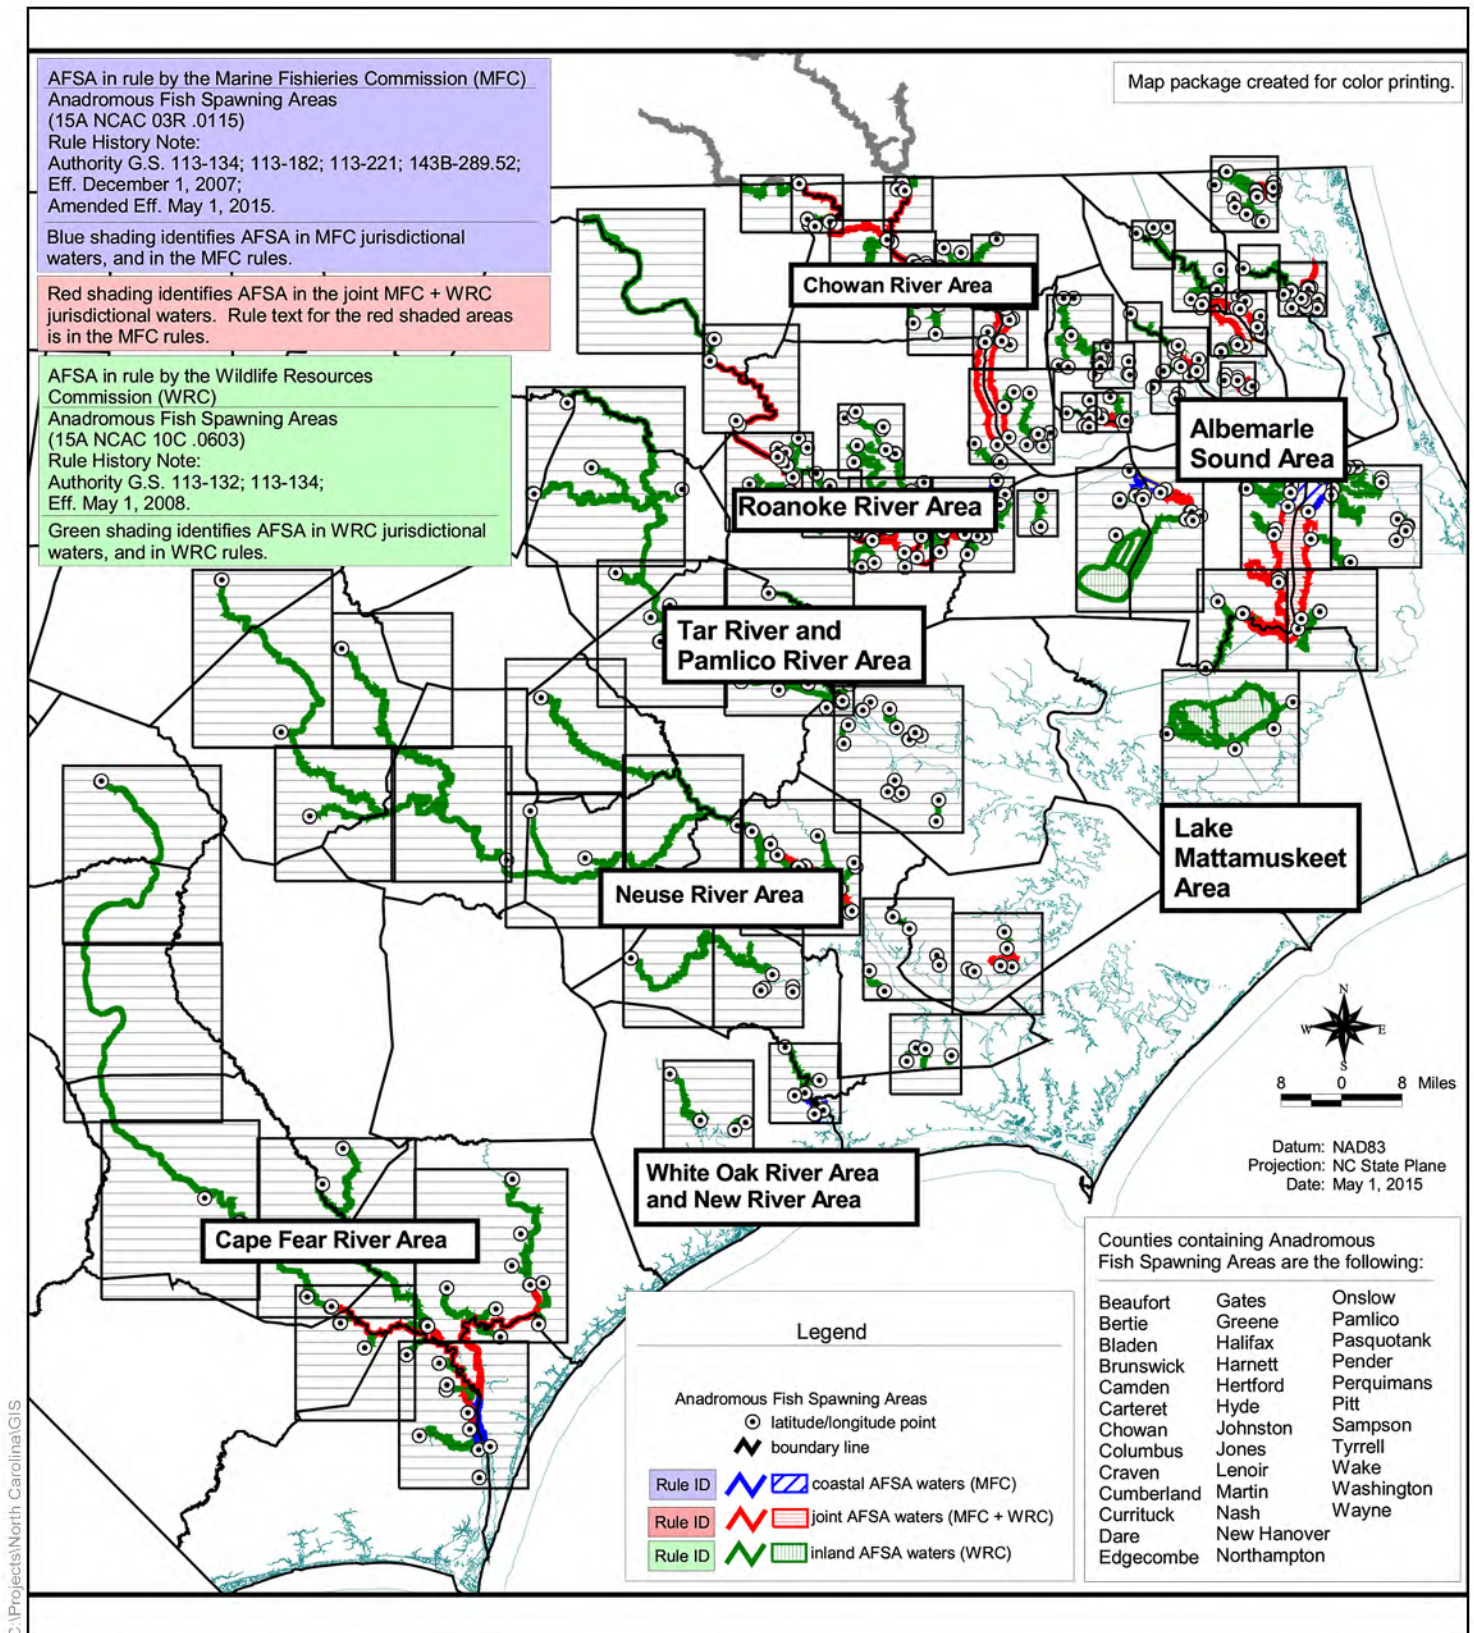 AFSA in rule by the Marine Fishieries Commission (MFC)
Anadromous Fish Spawning Areas
(15A NCAC 03R .0115)
Rule History Note:
Authority G.S. 113-134; 113-182; 113-221; 143B-289.52;
Eff. December 1, 2007;
Amended Eff. May 1, 2015.
Blue shading identifies AFSA in MFC jurisdictional
waters, and in the MFC rules.
Red shading identifies AFSA in the joint MFC + WRC
jurisdictional waters. Rule text for the red shaded areas
is in the MFC rules.
AFSA in rule by the Wildlife Resources
Commission (WRC)
Anadromous Fish Spawning Areas
(15A NCAC 10C .0603)
Rule History Note:
Authority G.S. 113-132; 113-134;
Eff. May 1, 2008.
Green shading identifies AFSA in WRC jurisdictional
waters, and in WRC rules.
Map package created for color printing.
Chowan River Area
Albemarle
Sound Area
Roanoke River Area
Tar River and
Pamlico River Area
Lake
Mattamuskeet
Area
Neuse River Area
White Oak River Area
and New River Area
Cape Fear River Area
N
W E
S
8 0 8 Miles
Datum: NAD83
Projection: NC State Plane
Date: May 1, 2015
Legend
Anadromous Fish Spawning Areas
latitude/longitude point
boundary line
Rule ID coastal AFSA waters (MFC)
Rule ID joint AFSA waters (MFC + WRC)
Rule ID inland AFSA waters (WRC)
Counties containing Anadromous
Fish Spawning Areas are the following:
Beaufort
Bertie
Bladen
Brunswick
Camden
Carteret
Chowan
Columbus
Craven
Cumberland
Currituck
Dare
Edgecombe
Gates
Greene
Halifax
Harnett
Hertford
Hyde
Johnston
Jones
Lenoir
Martin
Nash
New Hanover
Northampton
Onslow
Pamlico
Pasquotank
Pender
Perquimans
Pitt
Sampson
Tyrrell
Wake
Washington
Wayne
C:\Projects\North Carolina\GIS